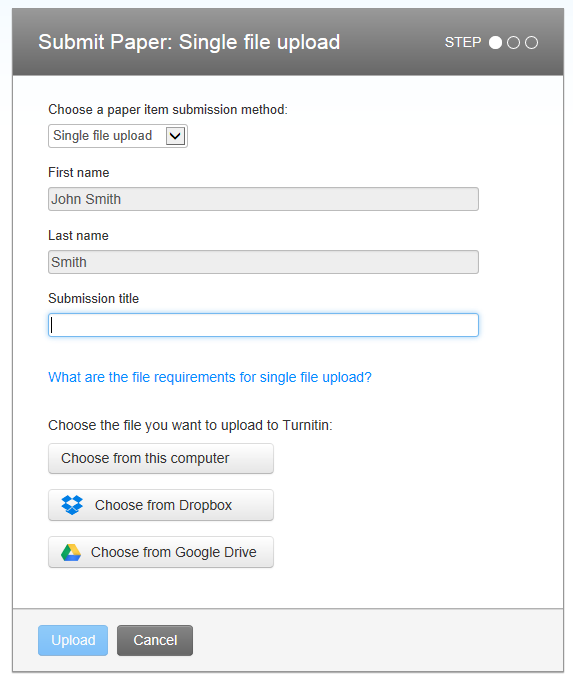 Submit Paper: Single file upload
STEP
Choose a paper item submission method:
Single file upload
First name
John Smith
Last name
Smith
Submission title
What are the file requirements for single file upload?
Choose the file you want to upload to Turnitin:
Choose from this computer
Choose from Dropbox
Choose from Google Drive
Upload Cancel